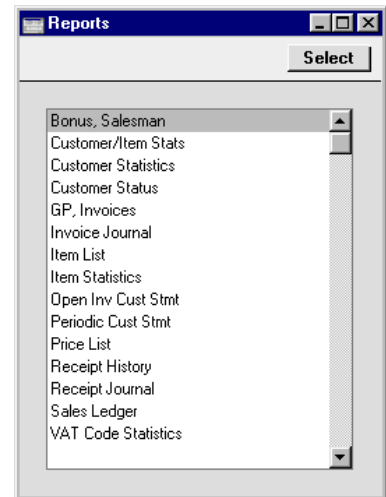 Reports
Select
Bonus, Salesman
Customer/Item Stats
Customer Statistics
Customer Status
GP, Invoices
Invoice Journal
Item List
Item Statistics
Open Inv Cust Stmt
Periodic Cust Stmt
Price List
Receipt History
Receipt Journal
Sales Ledger
VAT Code Statistics